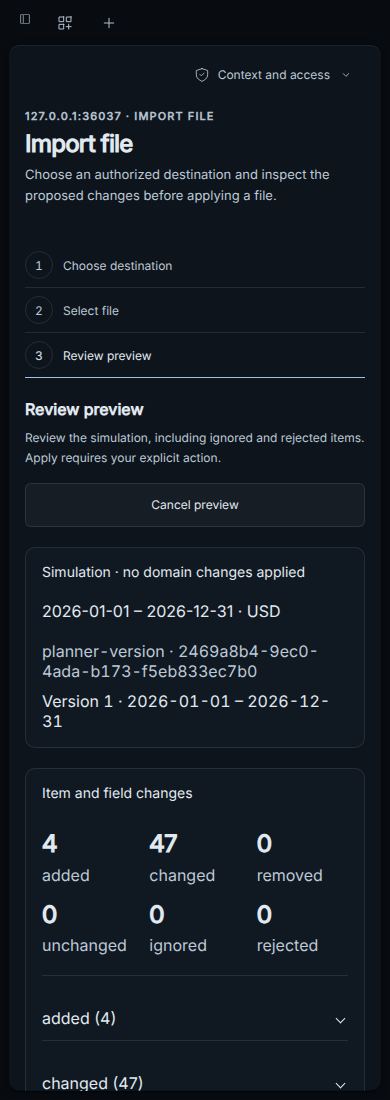 Context and access
127.0.0.1:36037 · IMPORT FILE
Import file
Choose an authorized destination and inspect the
proposed changes before applying a file.
1 Choose destination
2 Select file
3 Review preview
Review preview
Review the simulation, including ignored and rejected items.
Apply requires your explicit action.
Cancel preview
Simulation · no domain changes applied
2026-01-01 – 2026-12-31 · USD
planner-version · 2469a8b4-9ec0-
4ada-b173-f5eb833ec7b0
Version 1 · 2026-01-01 – 2026-12-
31
Item and field changes
4 47 0
added changed removed
0 0 0
unchanged ignored rejected
added (4)
changed (47)